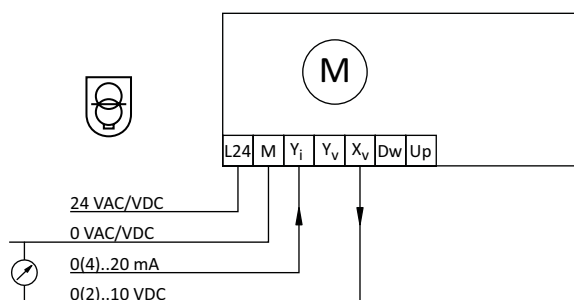 M
L24 M Yi Yv Xv Dw Up
24 VAC/VDC
0 VAC/VDC
0(4)..20 mA
0(2)..10 VDC